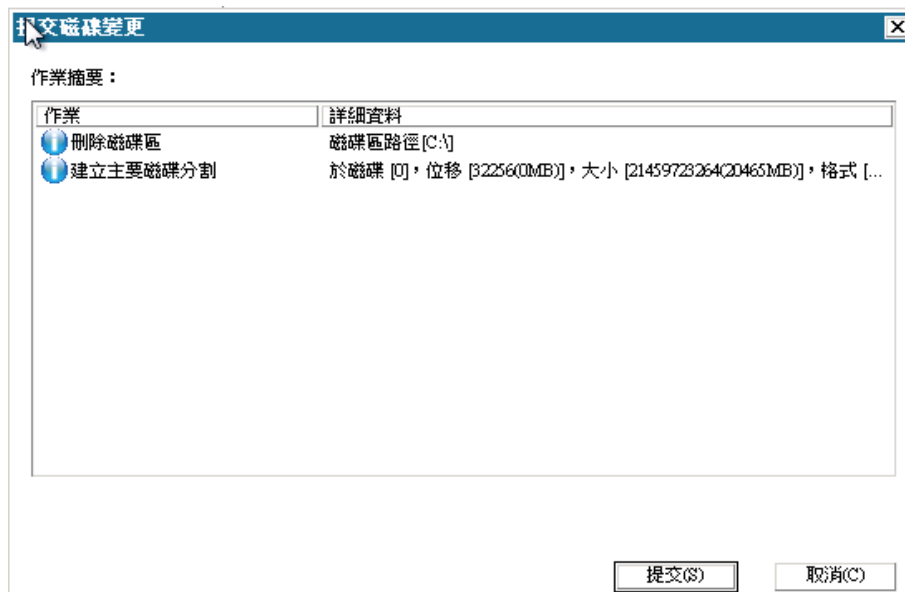 提交磁碟變更
作業摘要：
作業 詳細資料
刪除磁碟區 磁碟區路徑[C:\]
建立主要磁碟分割 於磁碟 [0]，位移 [32256(0MB)]，大小 [21459723264(20465MB)]，格式 [...
提交(S) 取消(C)